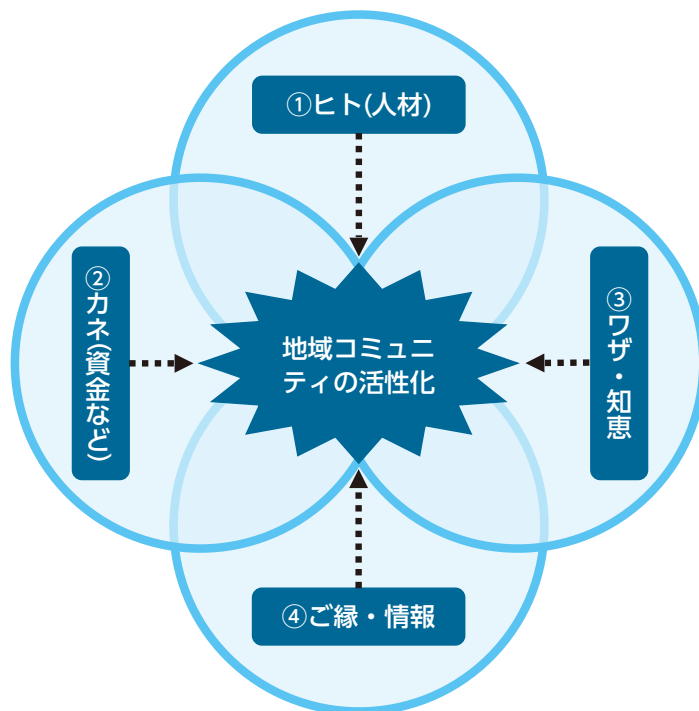 ①ヒト(人材)
②カネ(資金など)
③ワザ・知恵
地域コミュニ
ティの活性化
④ご縁・情報